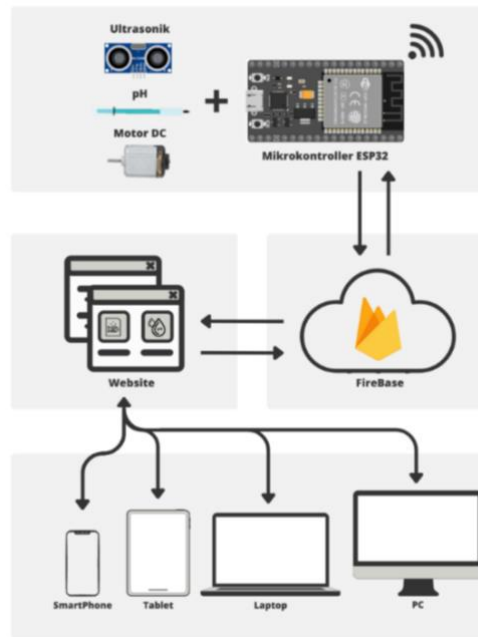 Ultrasonik
pH
Motor DC
Mikrokontroller ESP32
Website
FireBase
SmartPhone
Tablet
Laptop
PC